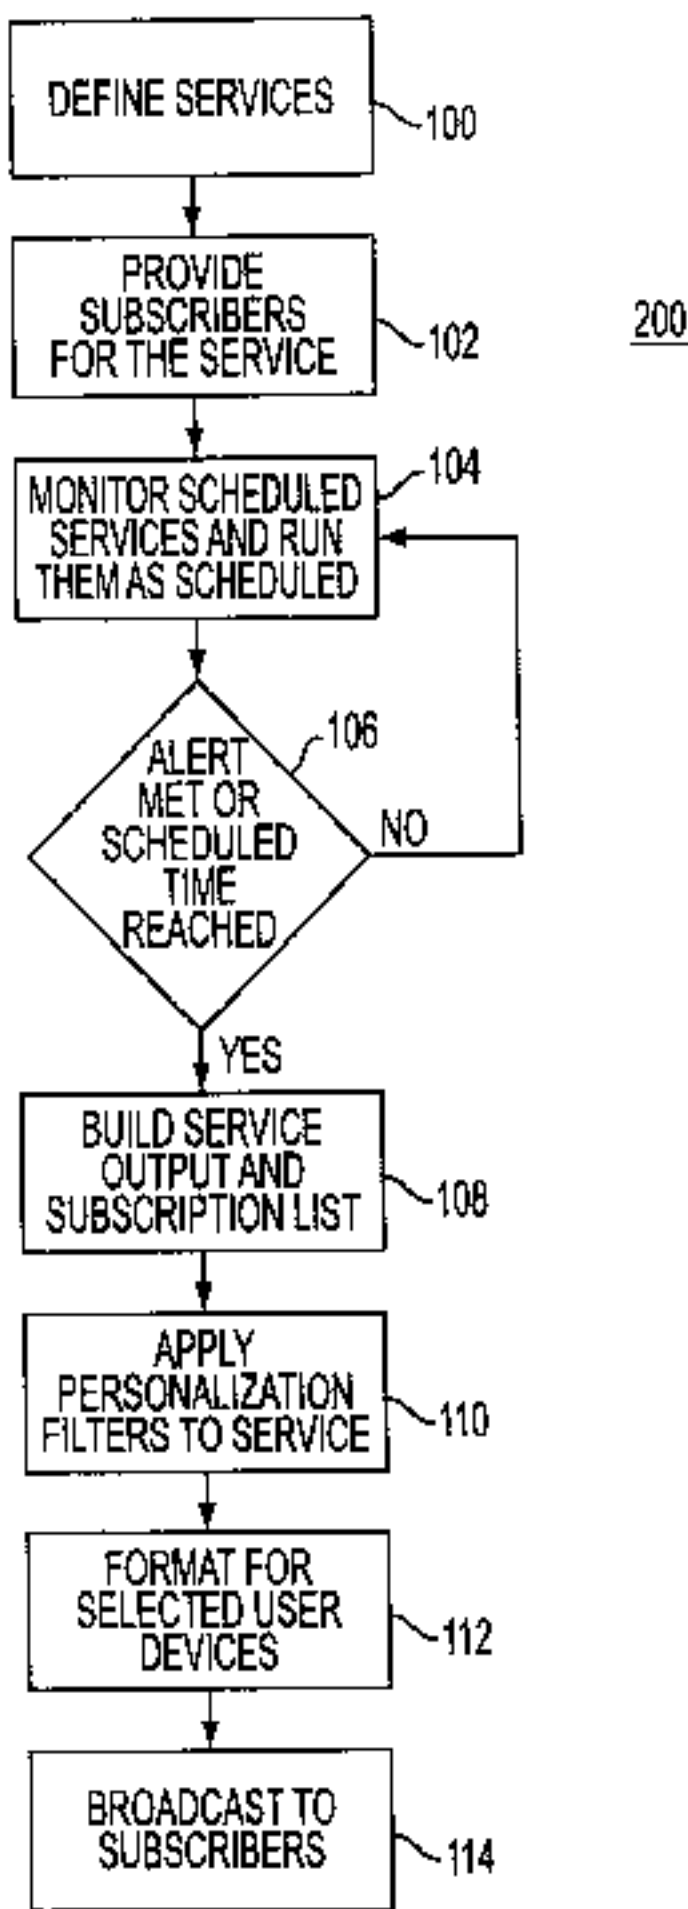 DEFINE SERVICES
100
PROVIDE
SUBSCRIBERS
FOR THE SERVICE
102
200
104
MONITOR SCHEDULED
SERVICES AND RUN
THEM AS SCHEDULED
106
ALERT
MET OR
SCHEDULED
TIME
REACHED
NO
YES
BUILD SERVICE
OUTPUT AND
SUBSCRIPTION LIST
108
APPLY
PERSONALIZATION
FILTERS TO SERVICE
110
FORMAT FOR
SELECTED USER
DEVICES
112
BROADCAST TO
SUBSCRIBERS
114